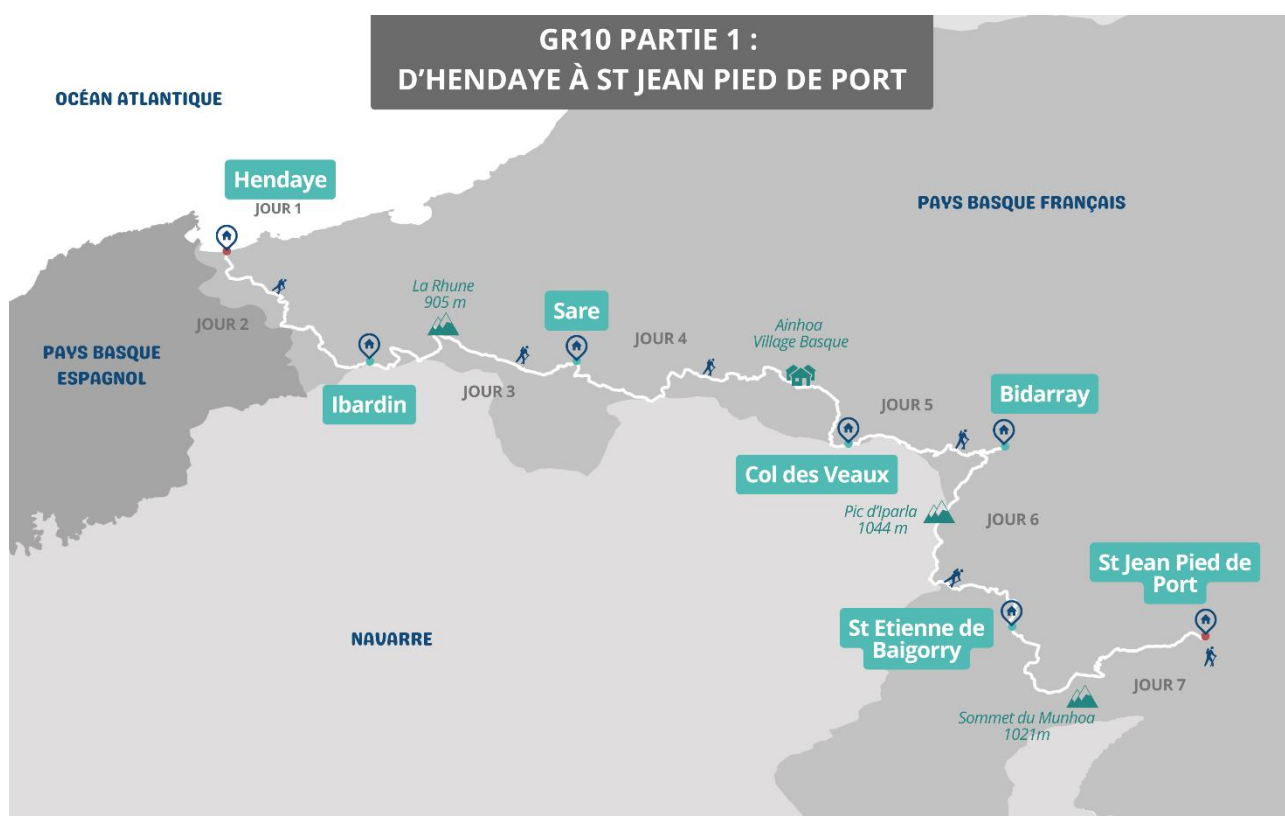 GR10 PARTIE 1 :
D'HENDAYE À ST JEAN PIED DE PORT
OCÉAN ATLANTIQUE
Hendaye
JOUR 1
PAYS BASQUE FRANÇAIS
La Rhune
905 m
Sare
JOUR 2
Ainhoa
Village Basque
JOUR 4
PAYS BASQUE
ESPAGNOL
JOUR 3
Ibardin
JOUR 5
Bidarray
Col des Veaux
Pic d'Iparla
1044 m
JOUR 6
St Jean Pied de
Port
St Etienne de
Baigorry
NAVARRE
JOUR 7
Sommet du Munhoa
1021m